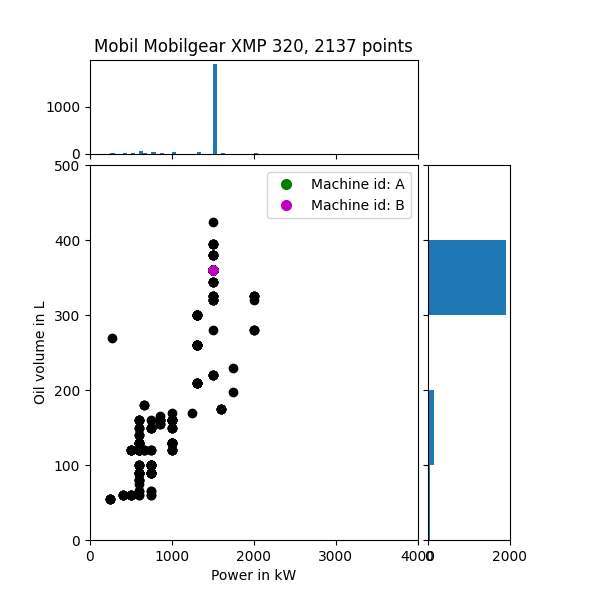 Mobil Mobilgear XMP 320, 2137 points
1000
0
500
400
300
200
100
0
Oil volume in L
Machine id: A
Machine id: B
0 1000 2000 3000 4000
0 2000
Power in kW